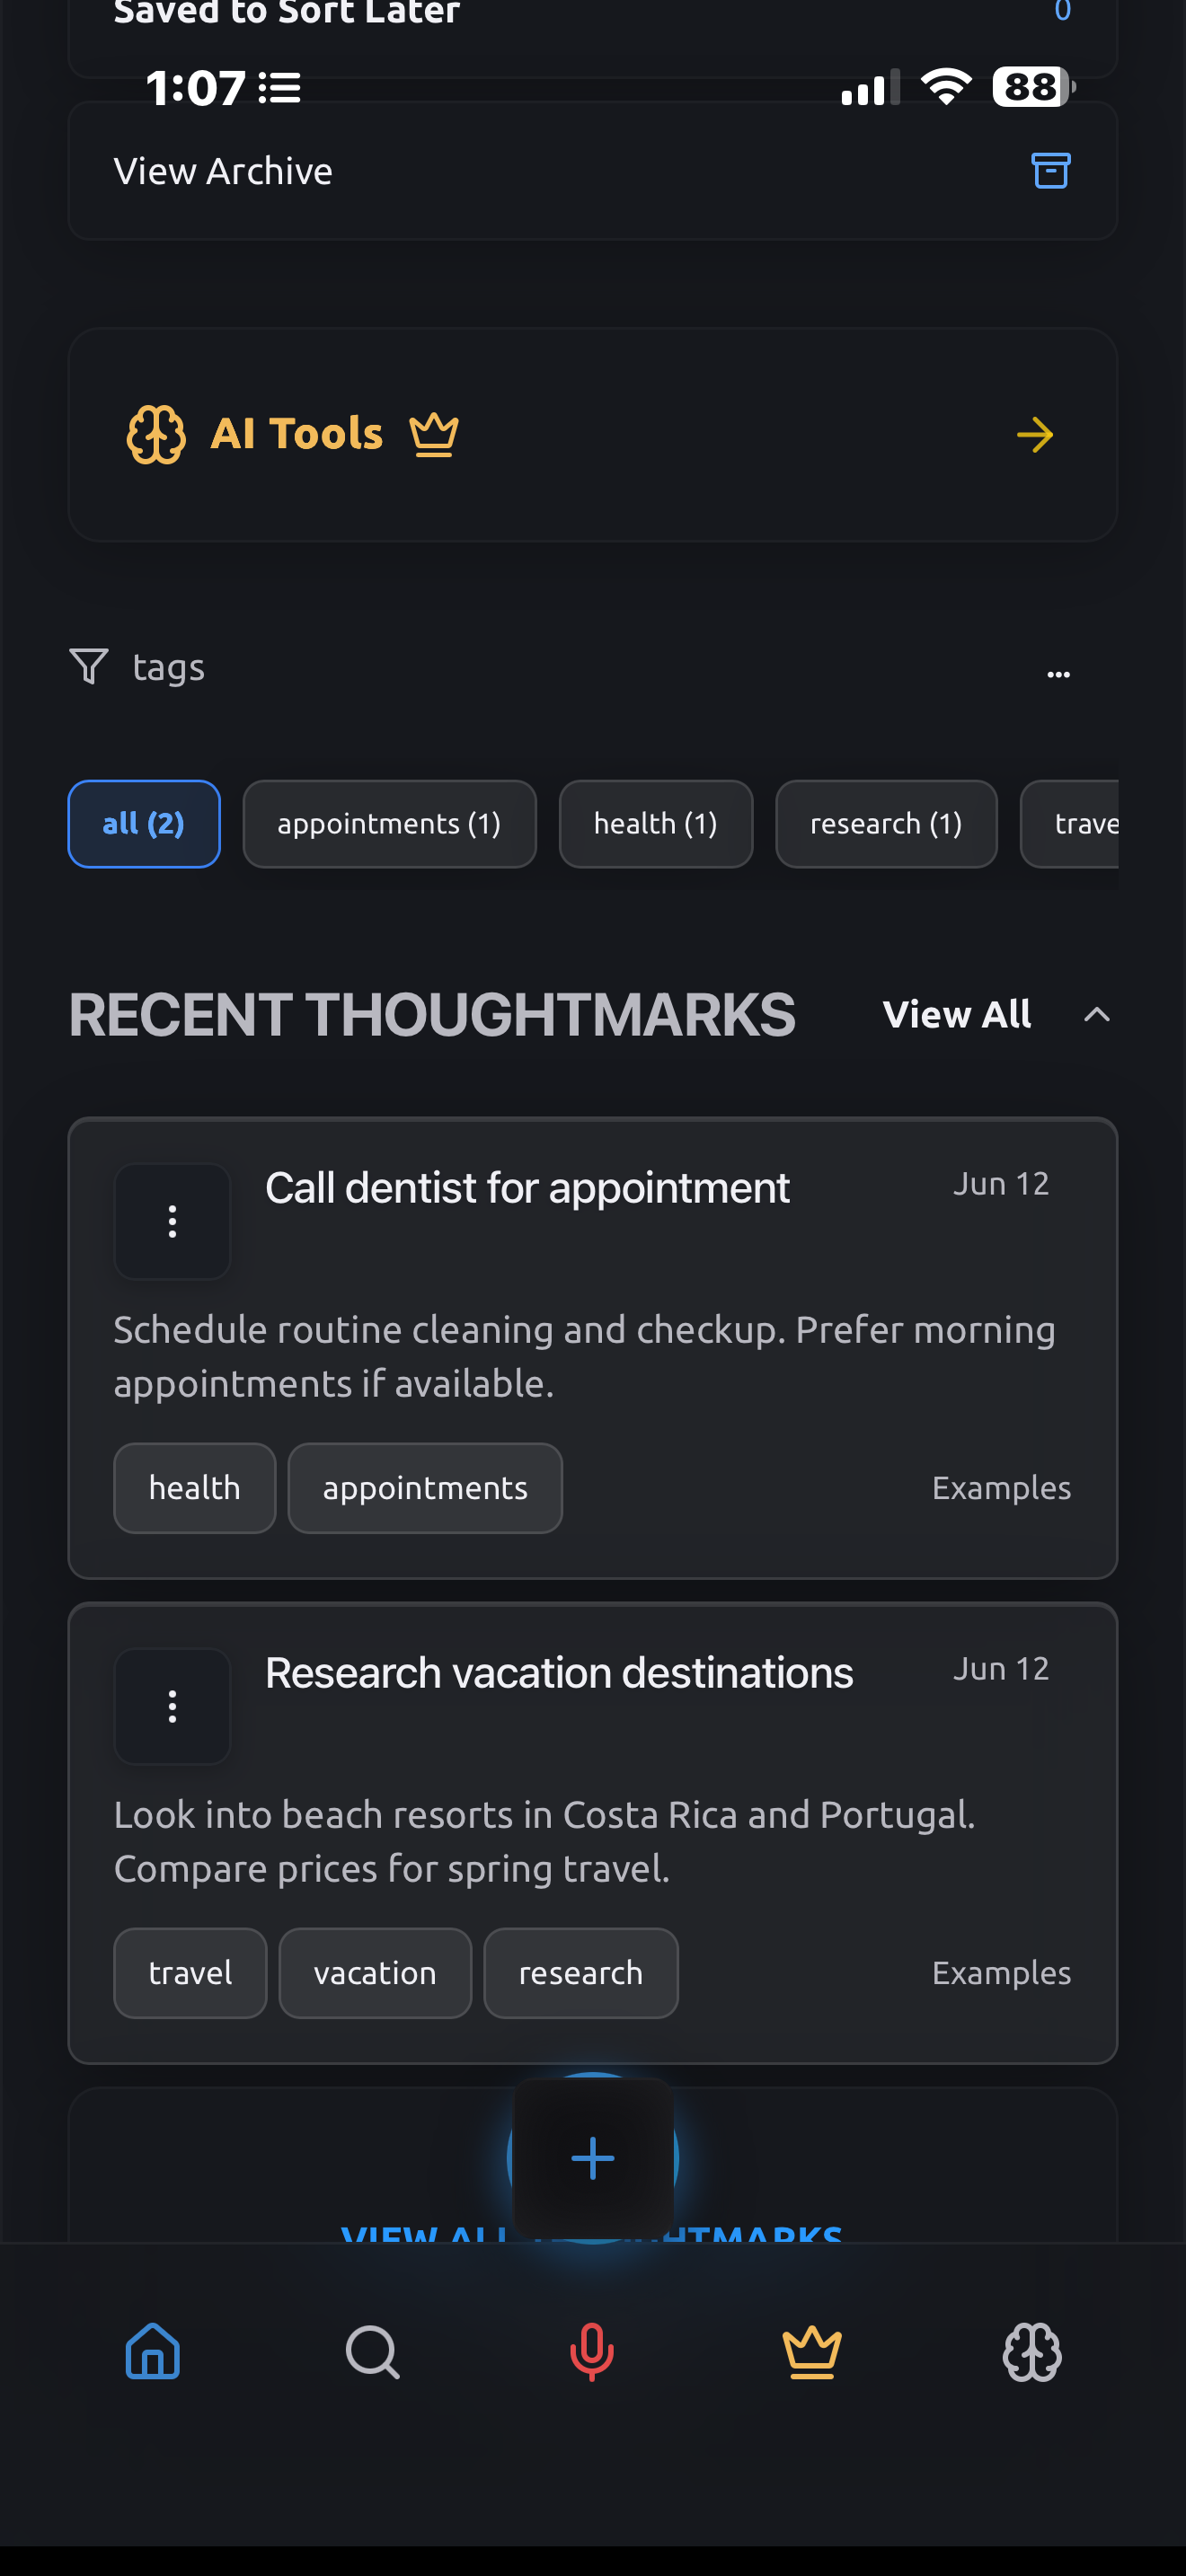 Saved to Sort Later 0
1:07 88
View Archive
AI Tools
tags ...
all (2) appointments (1) health (1) research (1) trave
RECENT THOUGHTMARKS View All
Call dentist for appointment Jun 12
Schedule routine cleaning and checkup. Prefer morning
appointments if available.
health appointments Examples
Research vacation destinations Jun 12
Look into beach resorts in Costa Rica and Portugal.
Compare prices for spring travel.
travel vacation research Examples
VIEW ALL